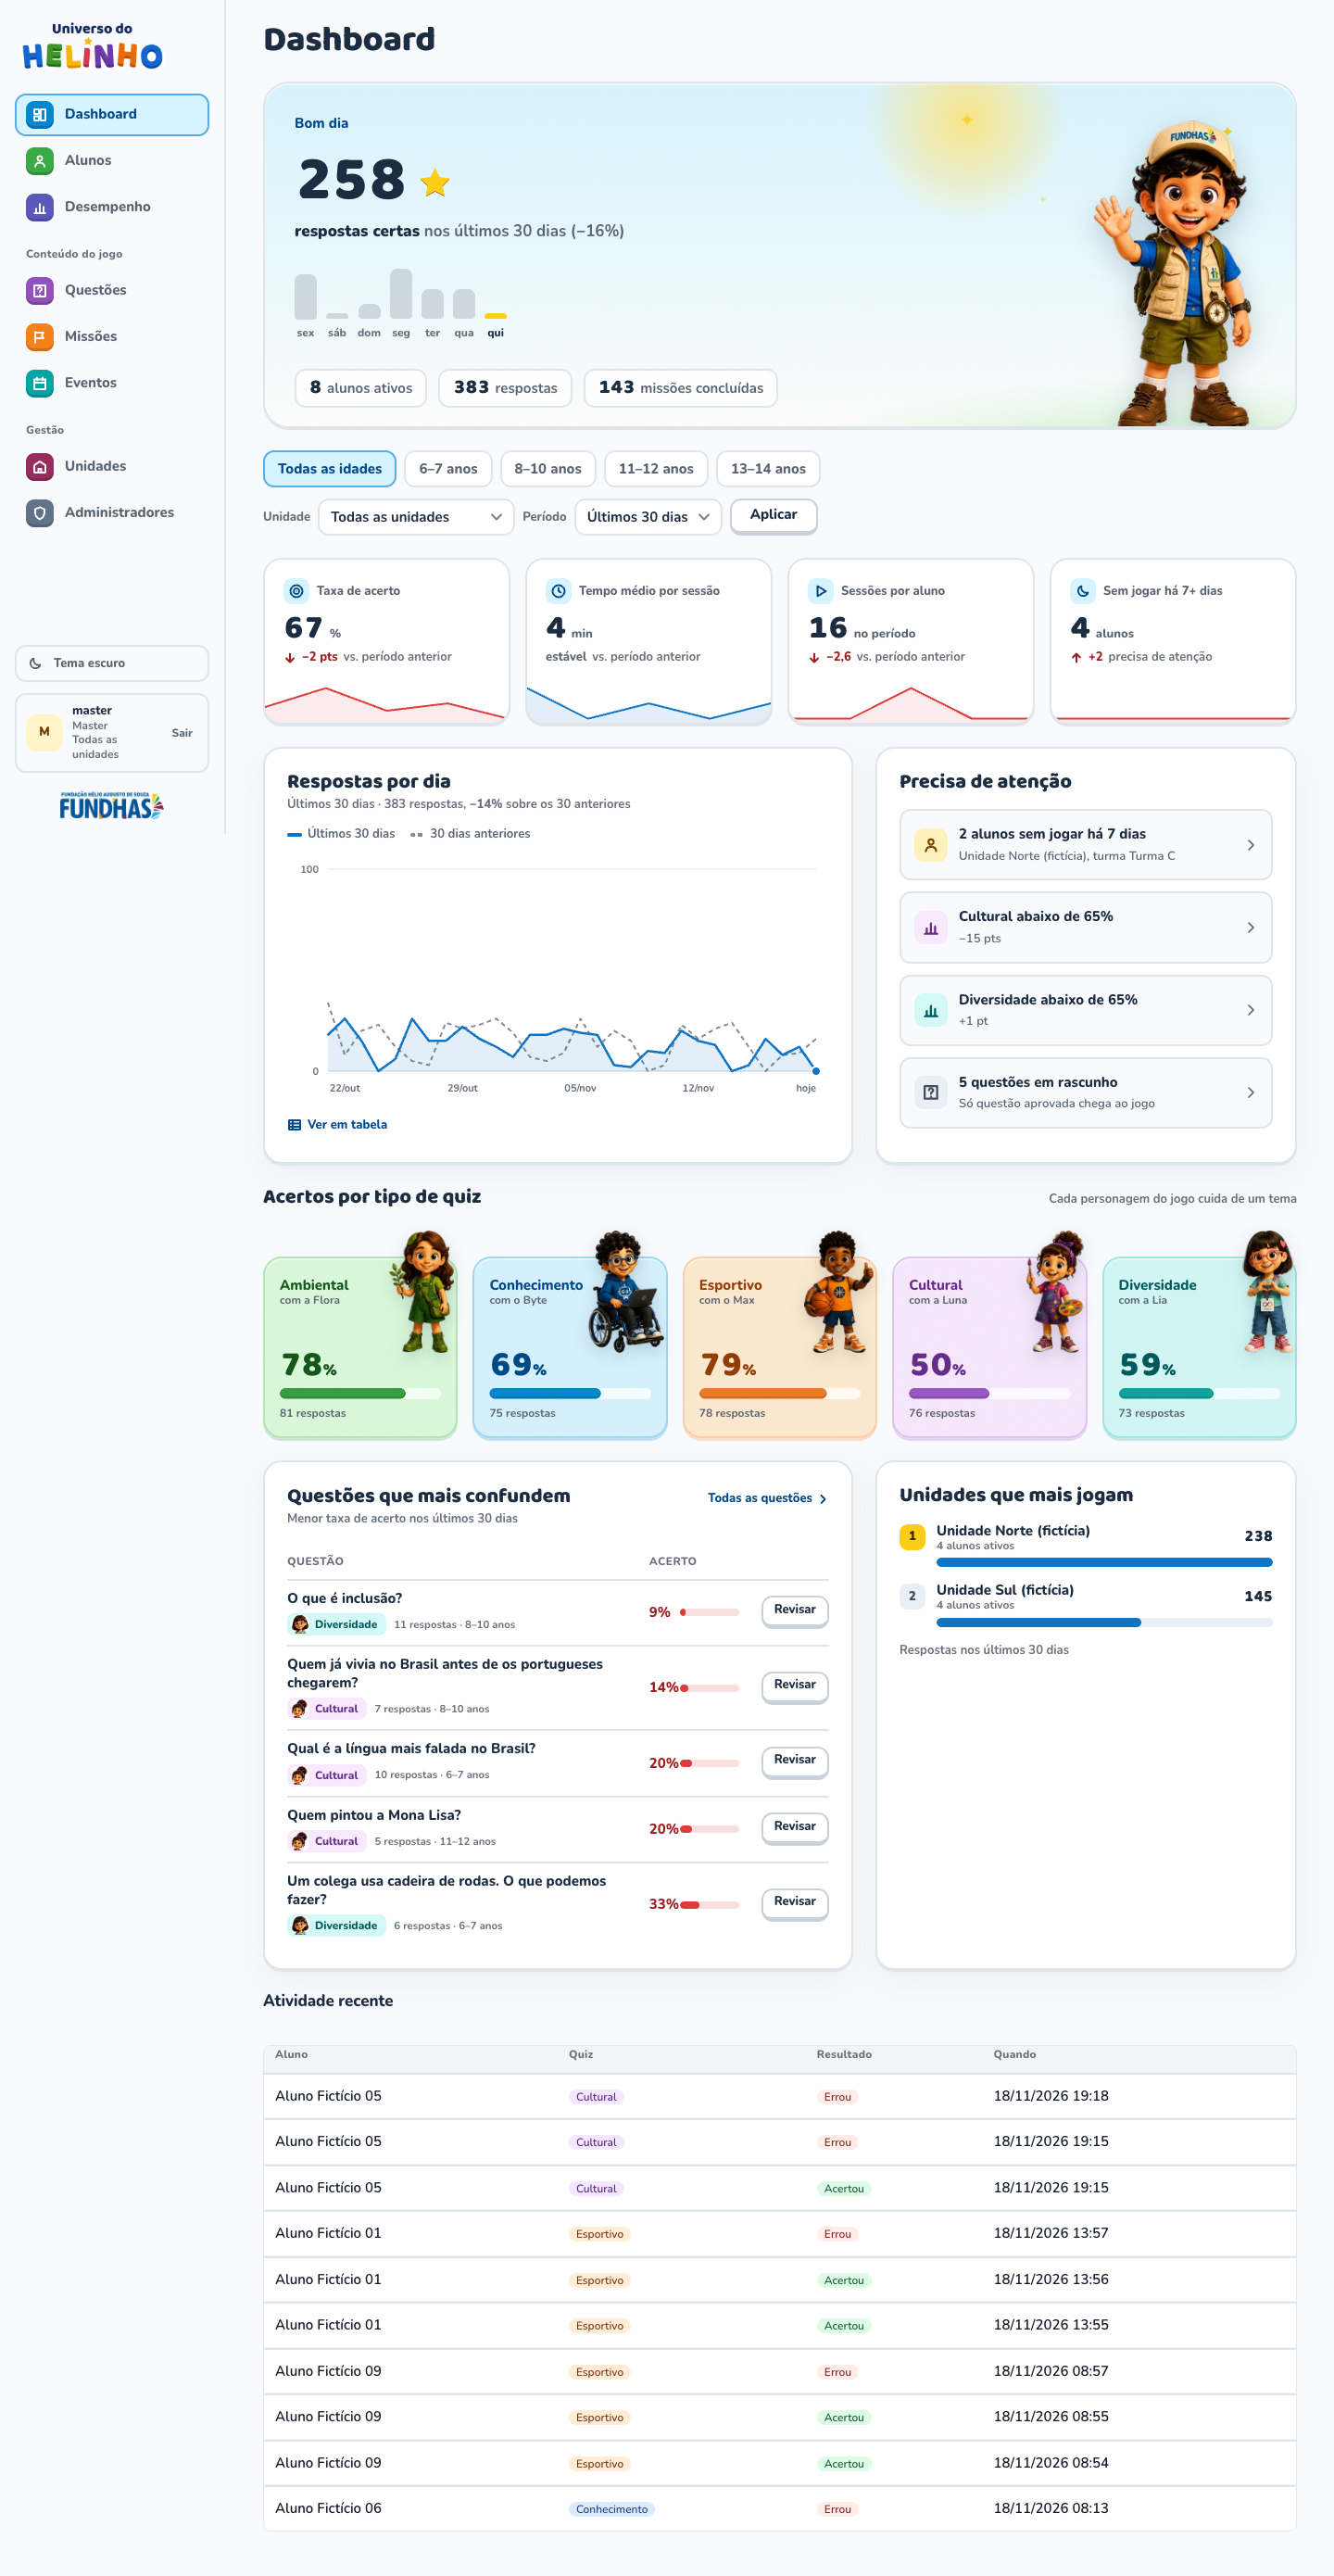 Universo do
HELINHO
Dashboard
Alunos
Desempenho
Conteúdo do jogo
Questões
Missões
Eventos
Gestão
Unidades
Administradores
Tema escuro
M
master
Master
Todas as
unidades
Sair
FUNDAÇÃO HÉLIO AUGUSTO DE SOUZA
FUNDHAS
Dashboard
Bom dia
258
respostas certas nos últimos 30 dias (−16%)
sex sáb dom seg ter qua qui
8 alunos ativos
383 respostas
143 missões concluídas
FUNDHAS
Todas as idades
6–7 anos
8–10 anos
11–12 anos
13–14 anos
Unidade Todas as unidades Período Últimos 30 dias Aplicar
Taxa de acerto
67 %
−2 pts vs. período anterior
Tempo médio por sessão
4 min
estável vs. período anterior
Sessões por aluno
16 no período
−2,6 vs. período anterior
Sem jogar há 7+ dias
4 alunos
+2 precisa de atenção
Respostas por dia
Últimos 30 dias · 383 respostas, −14% sobre os 30 anteriores
Últimos 30 dias 30 dias anteriores
100
0
22/out 29/out 05/nov 12/nov hoje
Ver em tabela
Precisa de atenção
2 alunos sem jogar há 7 dias
Unidade Norte (fictícia), turma Turma C
Cultural abaixo de 65%
−15 pts
Diversidade abaixo de 65%
+1 pt
5 questões em rascunho
Só questão aprovada chega ao jogo
Acertos por tipo de quiz
Cada personagem do jogo cuida de um tema
Ambiental
com a Flora
78%
81 respostas
Conhecimento
com o Byte
69%
75 respostas
Esportivo
com o Max
79%
78 respostas
Cultural
com a Luna
50%
76 respostas
Diversidade
com a Lia
59%
73 respostas
Questões que mais confundem
Todas as questões
Menor taxa de acerto nos últimos 30 dias
QUESTÃO ACERTO
O que é inclusão?
Diversidade 11 respostas · 8–10 anos
9%
Revisar
Quem já vivia no Brasil antes de os portugueses
chegarem?
Cultural 7 respostas · 8–10 anos
14%
Revisar
Qual é a língua mais falada no Brasil?
Cultural 10 respostas · 6–7 anos
20%
Revisar
Quem pintou a Mona Lisa?
Cultural 5 respostas · 11–12 anos
20%
Revisar
Um colega usa cadeira de rodas. O que podemos
fazer?
Diversidade 6 respostas · 6–7 anos
33%
Revisar
Unidades que mais jogam
1 Unidade Norte (fictícia) 238
4 alunos ativos
2 Unidade Sul (fictícia) 145
4 alunos ativos
Respostas nos últimos 30 dias
Atividade recente
Aluno Quiz Resultado Quando
Aluno Fictício 05 Cultural Errou 18/11/2026 19:18
Aluno Fictício 05 Cultural Errou 18/11/2026 19:15
Aluno Fictício 05 Cultural Acertou 18/11/2026 19:15
Aluno Fictício 01 Esportivo Errou 18/11/2026 13:57
Aluno Fictício 01 Esportivo Acertou 18/11/2026 13:56
Aluno Fictício 01 Esportivo Acertou 18/11/2026 13:55
Aluno Fictício 09 Esportivo Errou 18/11/2026 08:57
Aluno Fictício 09 Esportivo Acertou 18/11/2026 08:55
Aluno Fictício 09 Esportivo Acertou 18/11/2026 08:54
Aluno Fictício 06 Conhecimento Errou 18/11/2026 08:13